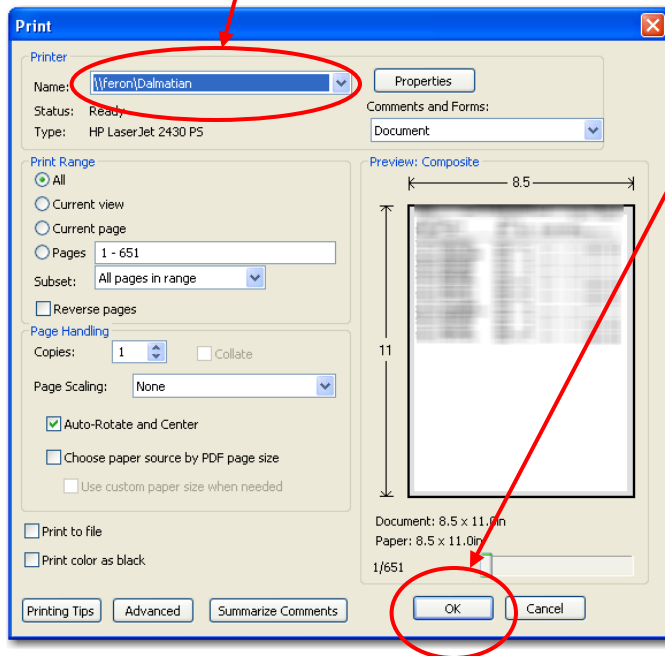 Print
Printer
Name: \\feron\Dalmatian
Properties
Status: Ready
Comments and Forms:
Type: HP LaserJet 2430 PS
Document
Print Range
All
Current view
Current page
Pages 1 - 651
Subset: All pages in range
Reverse pages
Page Handling
Copies: 1
Collate
Page Scaling: None
Auto-Rotate and Center
Choose paper source by PDF page size
Use custom paper size when needed
Print to file
Print color as black
Preview: Composite
8.5
11
Document: 8.5 x 11.0in
Paper: 8.5 x 11.0in
1/651
Printing Tips
Advanced
Summarize Comments
OK
Cancel